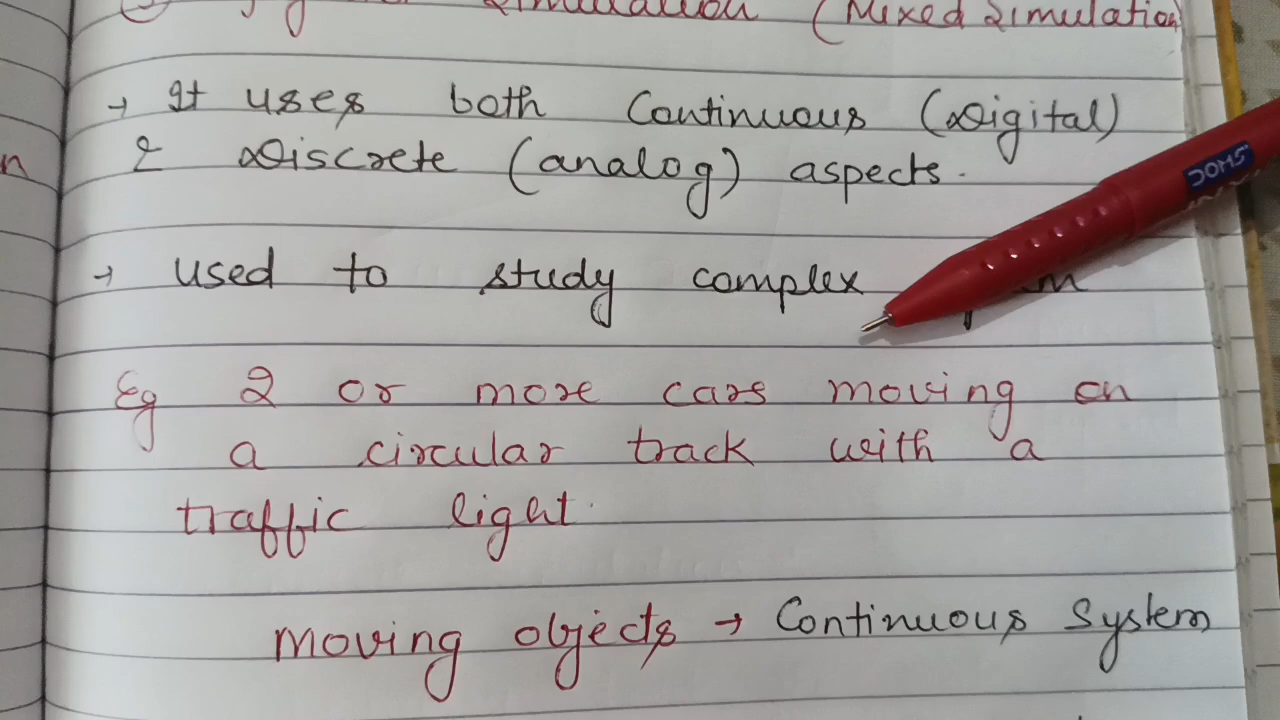 Simulation (Mixed Simulation
→ It uses both Continuous (Digital)
& Discrete (analog) aspects.
n
→ used to study complex
Eg 2 or more cars moving on
a circular track with a
traffic light.
Moving objects → Continuous System
DOMS